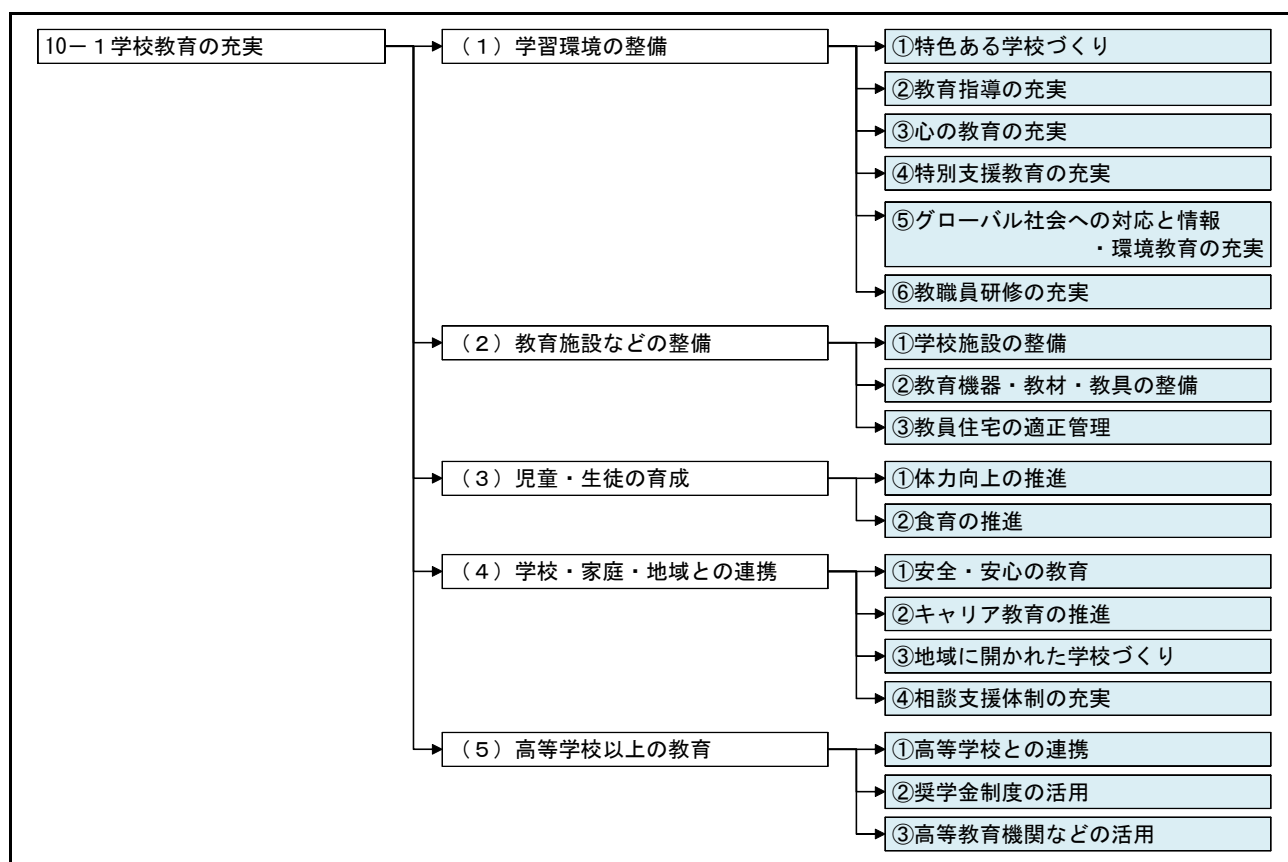 10－１学校教育の充実
（１）学習環境の整備
①特色ある学校づくり
②教育指導の充実
③心の教育の充実
④特別支援教育の充実
⑤グローバル社会への対応と情報
・環境教育の充実
⑥教職員研修の充実
（２）教育施設などの整備
①学校施設の整備
②教育機器・教材・教具の整備
③教員住宅の適正管理
（３）児童・生徒の育成
①体力向上の推進
②食育の推進
（４）学校・家庭・地域との連携
①安全・安心の教育
②キャリア教育の推進
③地域に開かれた学校づくり
④相談支援体制の充実
（５）高等学校以上の教育
①高等学校との連携
②奨学金制度の活用
③高等教育機関などの活用